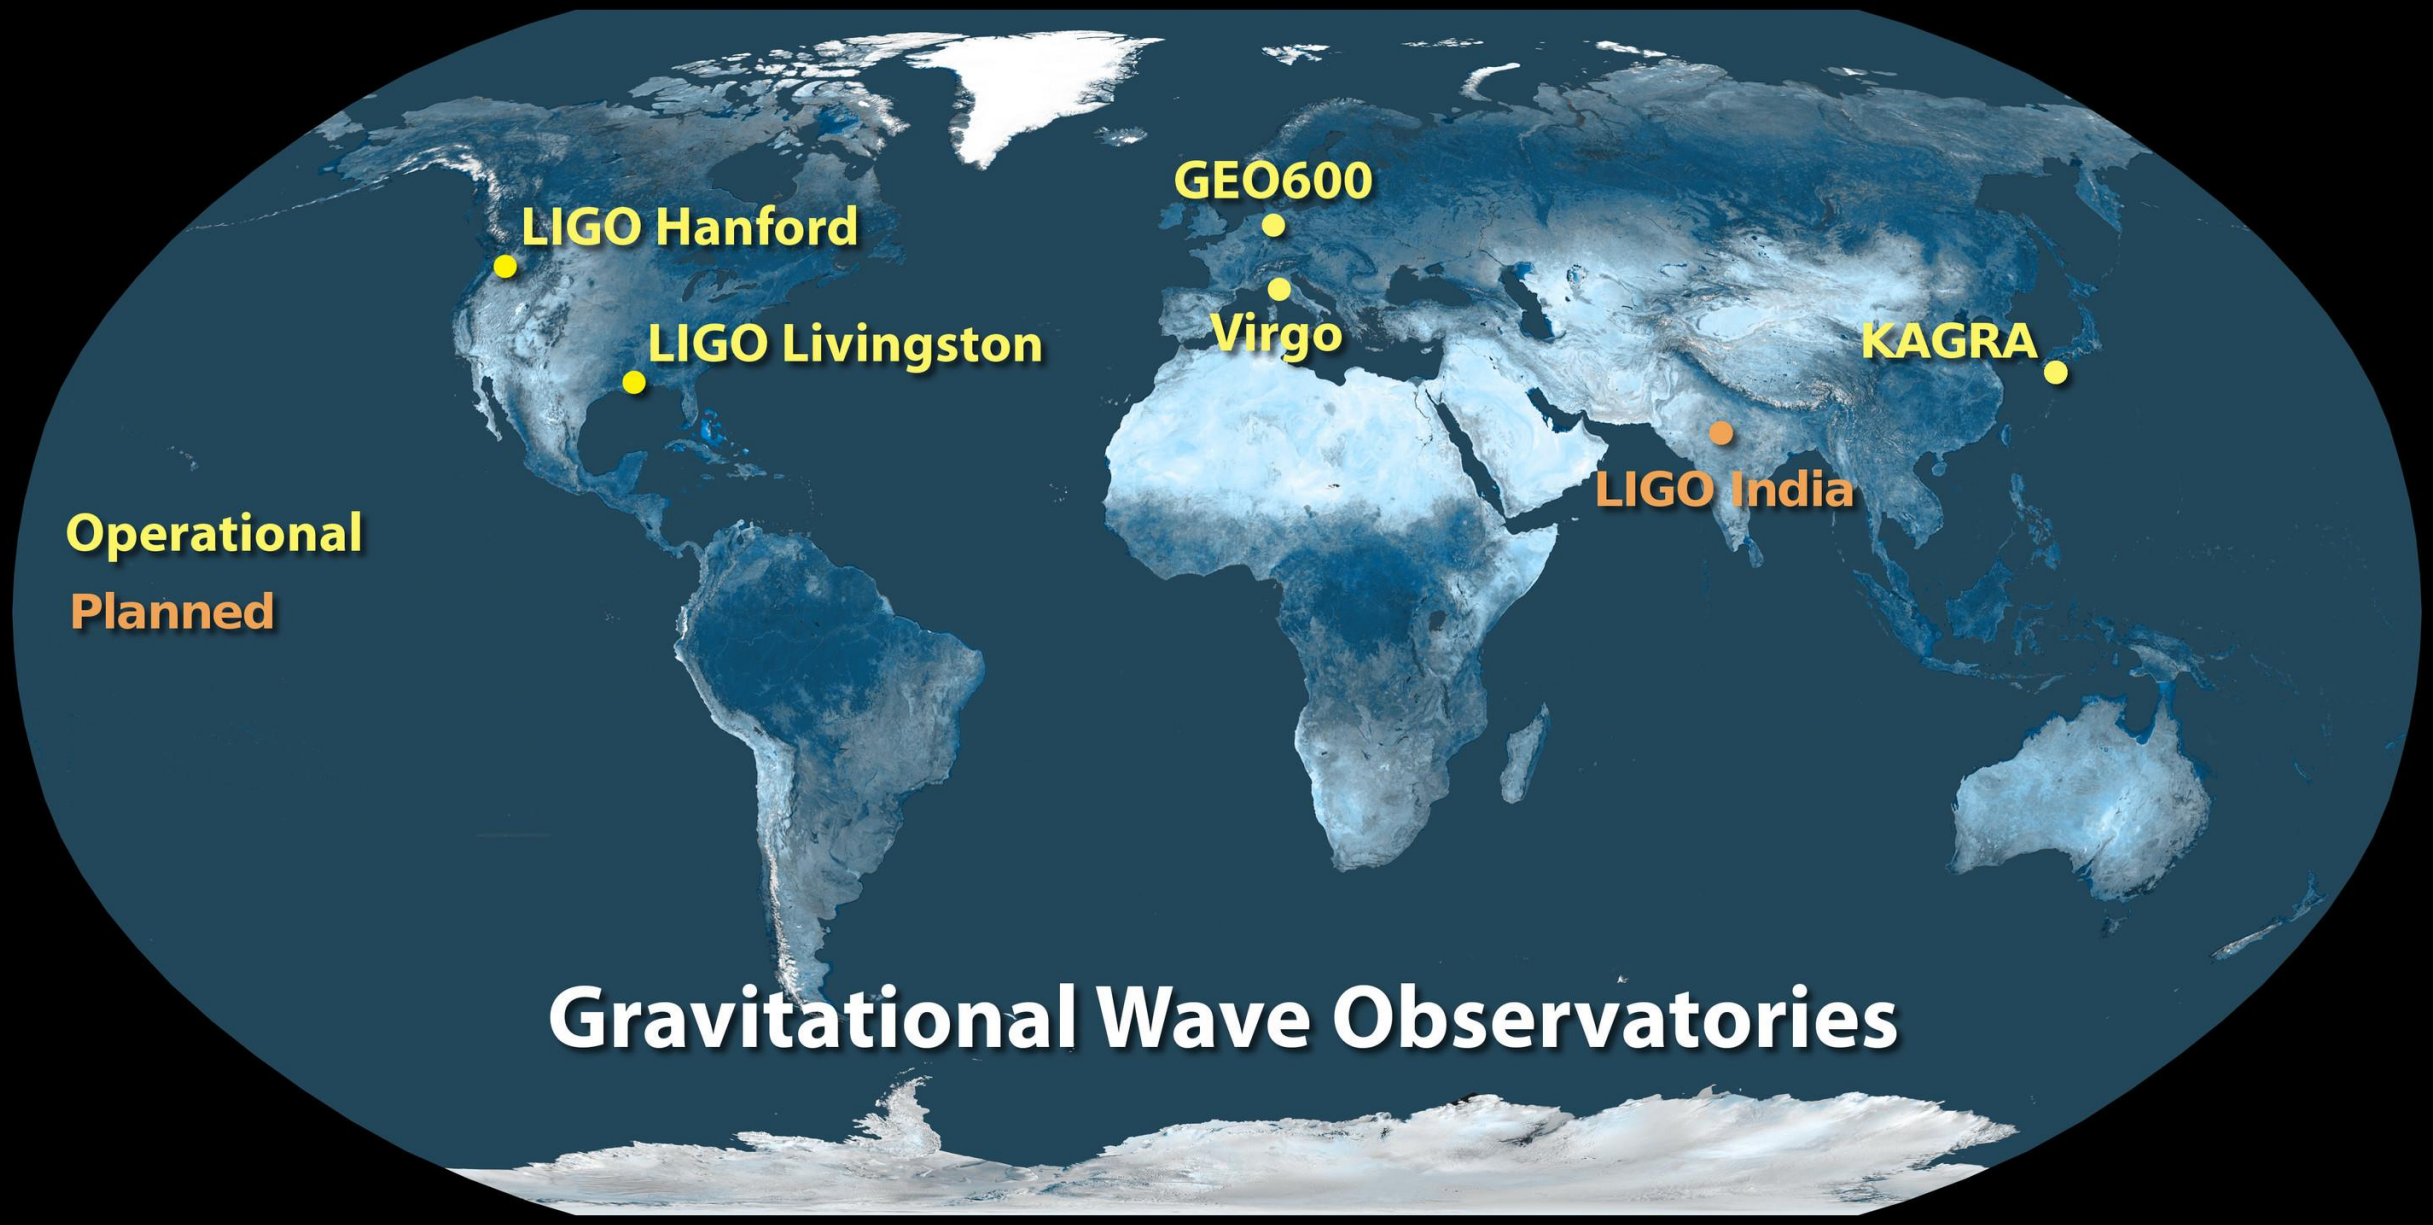 GEO600
LIGO Hanford
LIGO Livingston
Virgo
KAGRA
LIGO India
Operational
Planned
Gravitational Wave Observatories